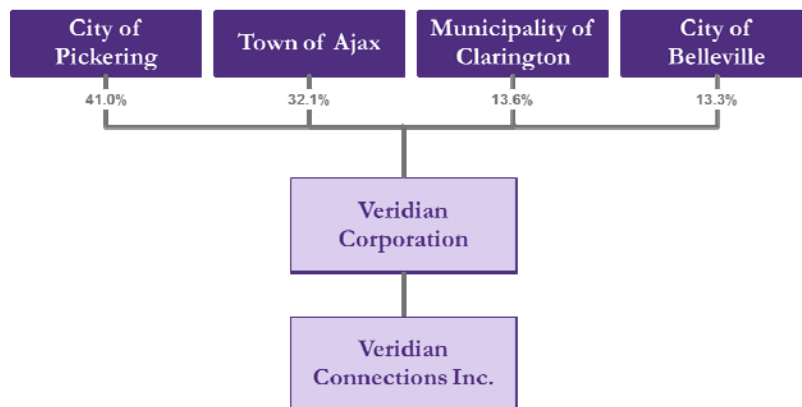 City of
Pickering
Town of Ajax
Municipality of
Clarington
City of
Belleville
41.0%
32.1%
13.6%
13.3%
Veridian
Corporation
Veridian
Connections Inc.